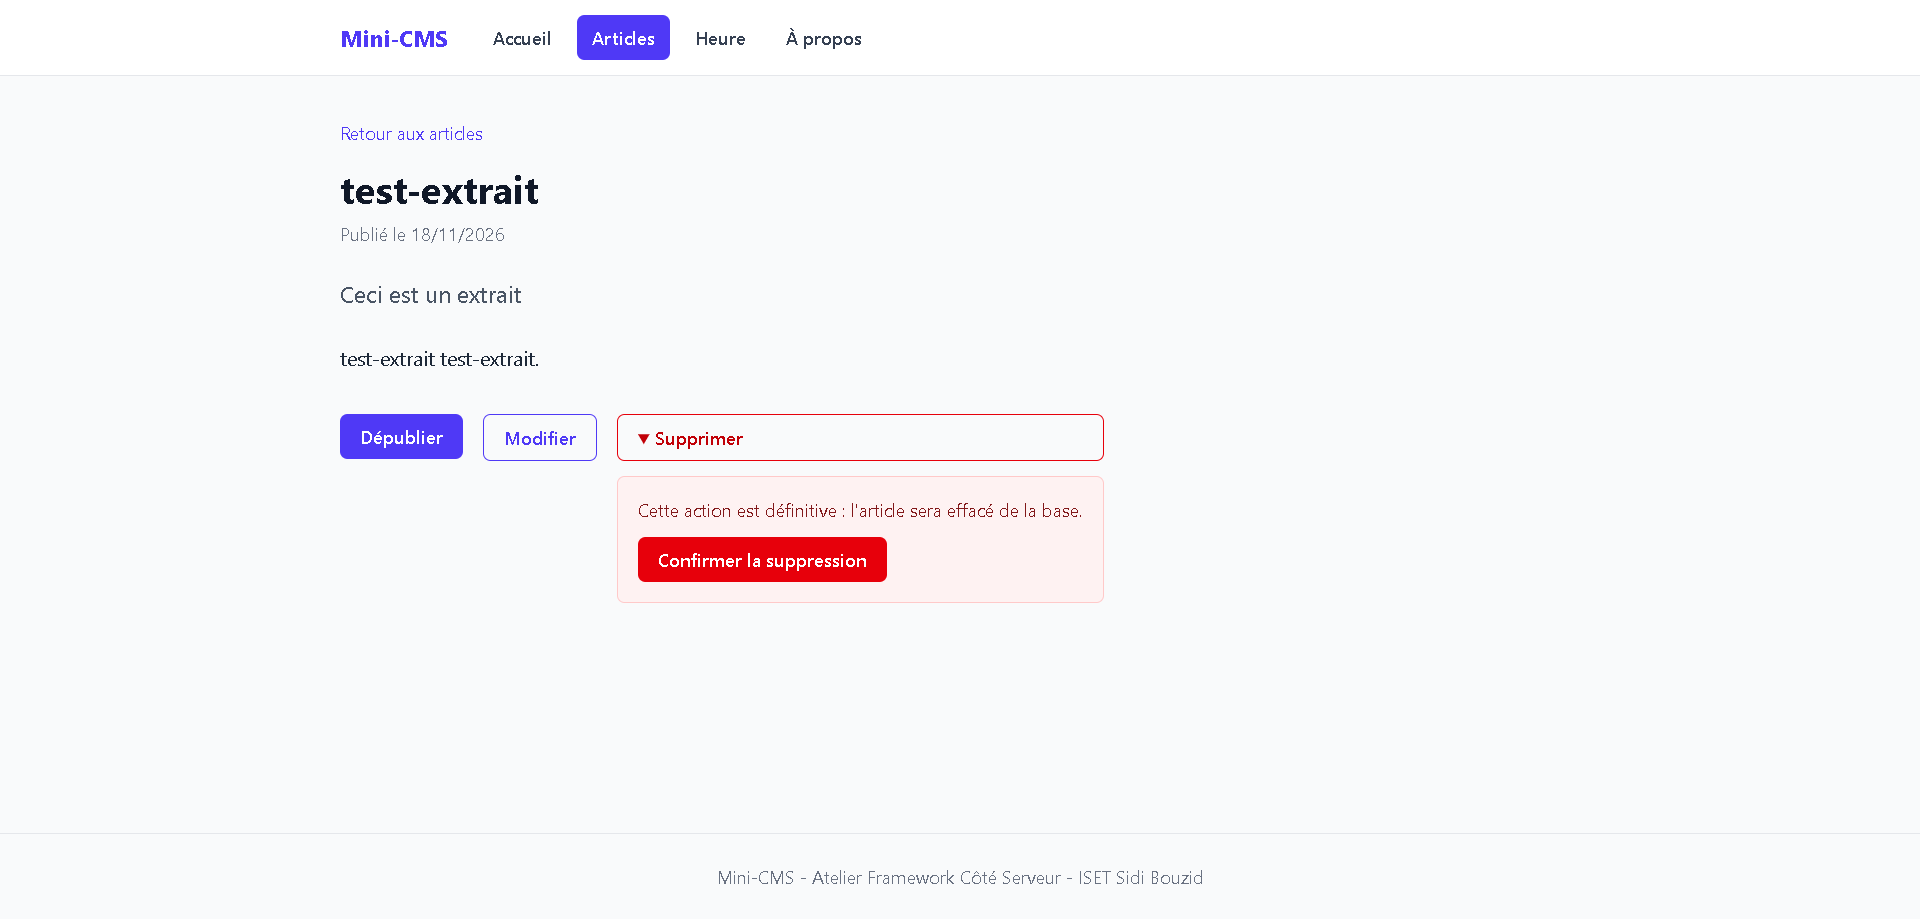 Mini-CMS Accueil Articles Heure À propos
Retour aux articles
test-extrait
Publié le 18/11/2026
Ceci est un extrait
test-extrait test-extrait.
Dépublier Modifier ▼ Supprimer
Cette action est définitive : l'article sera effacé de la base.
Confirmer la suppression
Mini-CMS - Atelier Framework Côté Serveur - ISET Sidi Bouzid